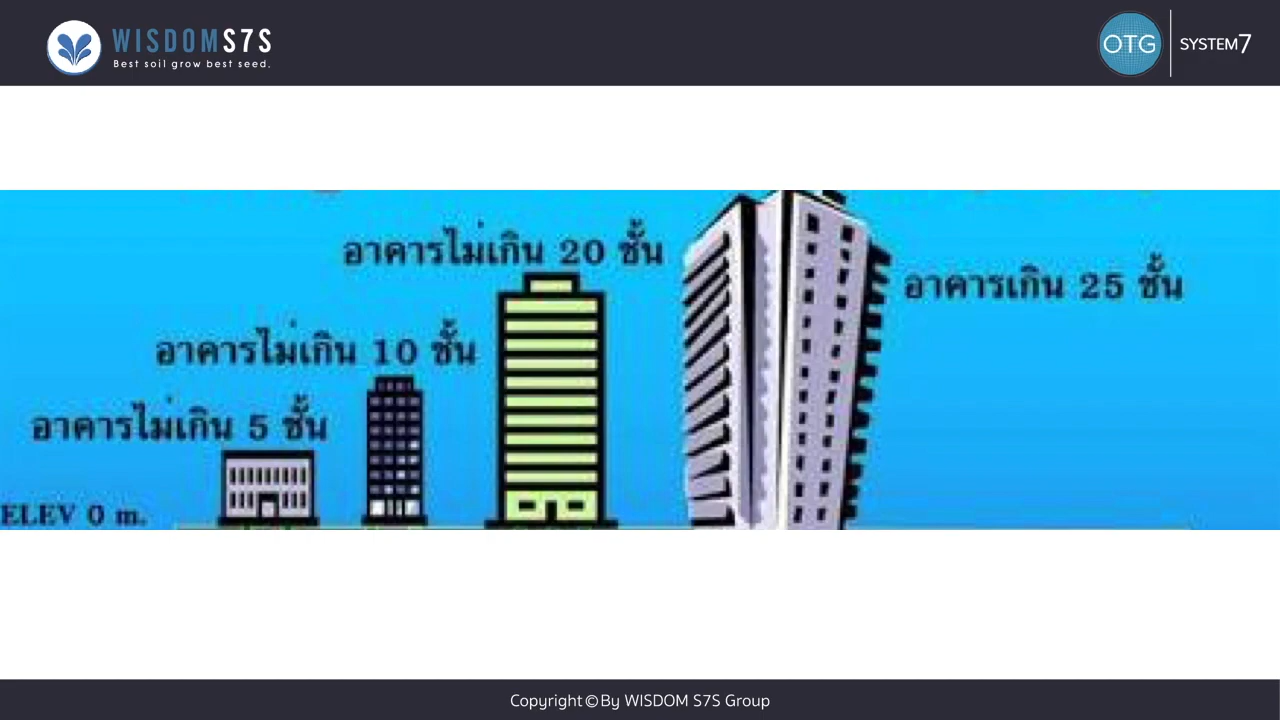 WISDOMS7S
Best soil grow best seed.
OTG
SYSTEM7
อาคารไม่เกิน 20 ชั้น
อาคารเกิน 25 ชั้น
อาคารไม่เกิน 10 ชั้น
อาคารไม่เกิน 5 ชั้น
ELEV 0 m.
Copyright©By WISDOM S7S Group